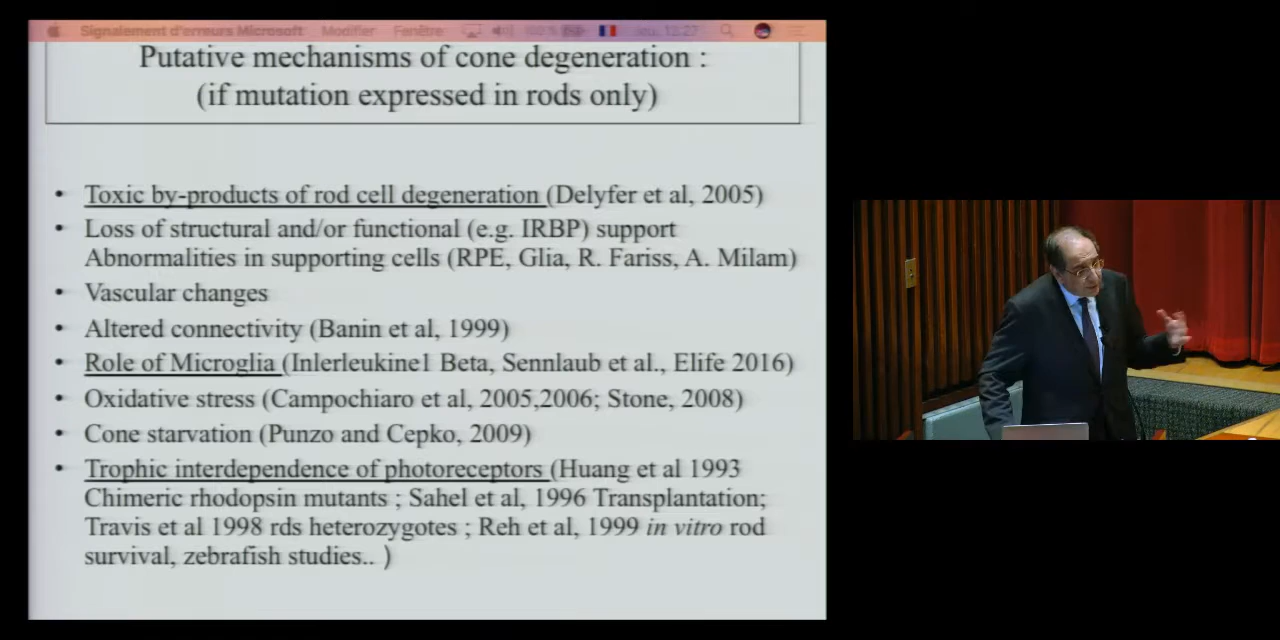 Signalement d'erreurs Microsoft Modifier Fenêtre
Putative mechanisms of cone degeneration :
(if mutation expressed in rods only)
• Toxic by-products of rod cell degeneration (Delyfer et al, 2005)
• Loss of structural and/or functional (e.g. IRBP) support
Abnormalities in supporting cells (RPE, Glia, R. Fariss, A. Milam)
• Vascular changes
• Altered connectivity (Banin et al, 1999)
• Role of Microglia (Inlerleukine1 Beta, Sennlaub et al., Elife 2016)
• Oxidative stress (Campochiaro et al, 2005,2006; Stone, 2008)
• Cone starvation (Punzo and Cepko, 2009)
• Trophic interdependence of photoreceptors (Huang et al 1993
Chimeric rhodopsin mutants ; Sahel et al, 1996 Transplantation;
Travis et al 1998 rds heterozygotes ; Reh et al, 1999 in vitro rod
survival, zebrafish studies.. )